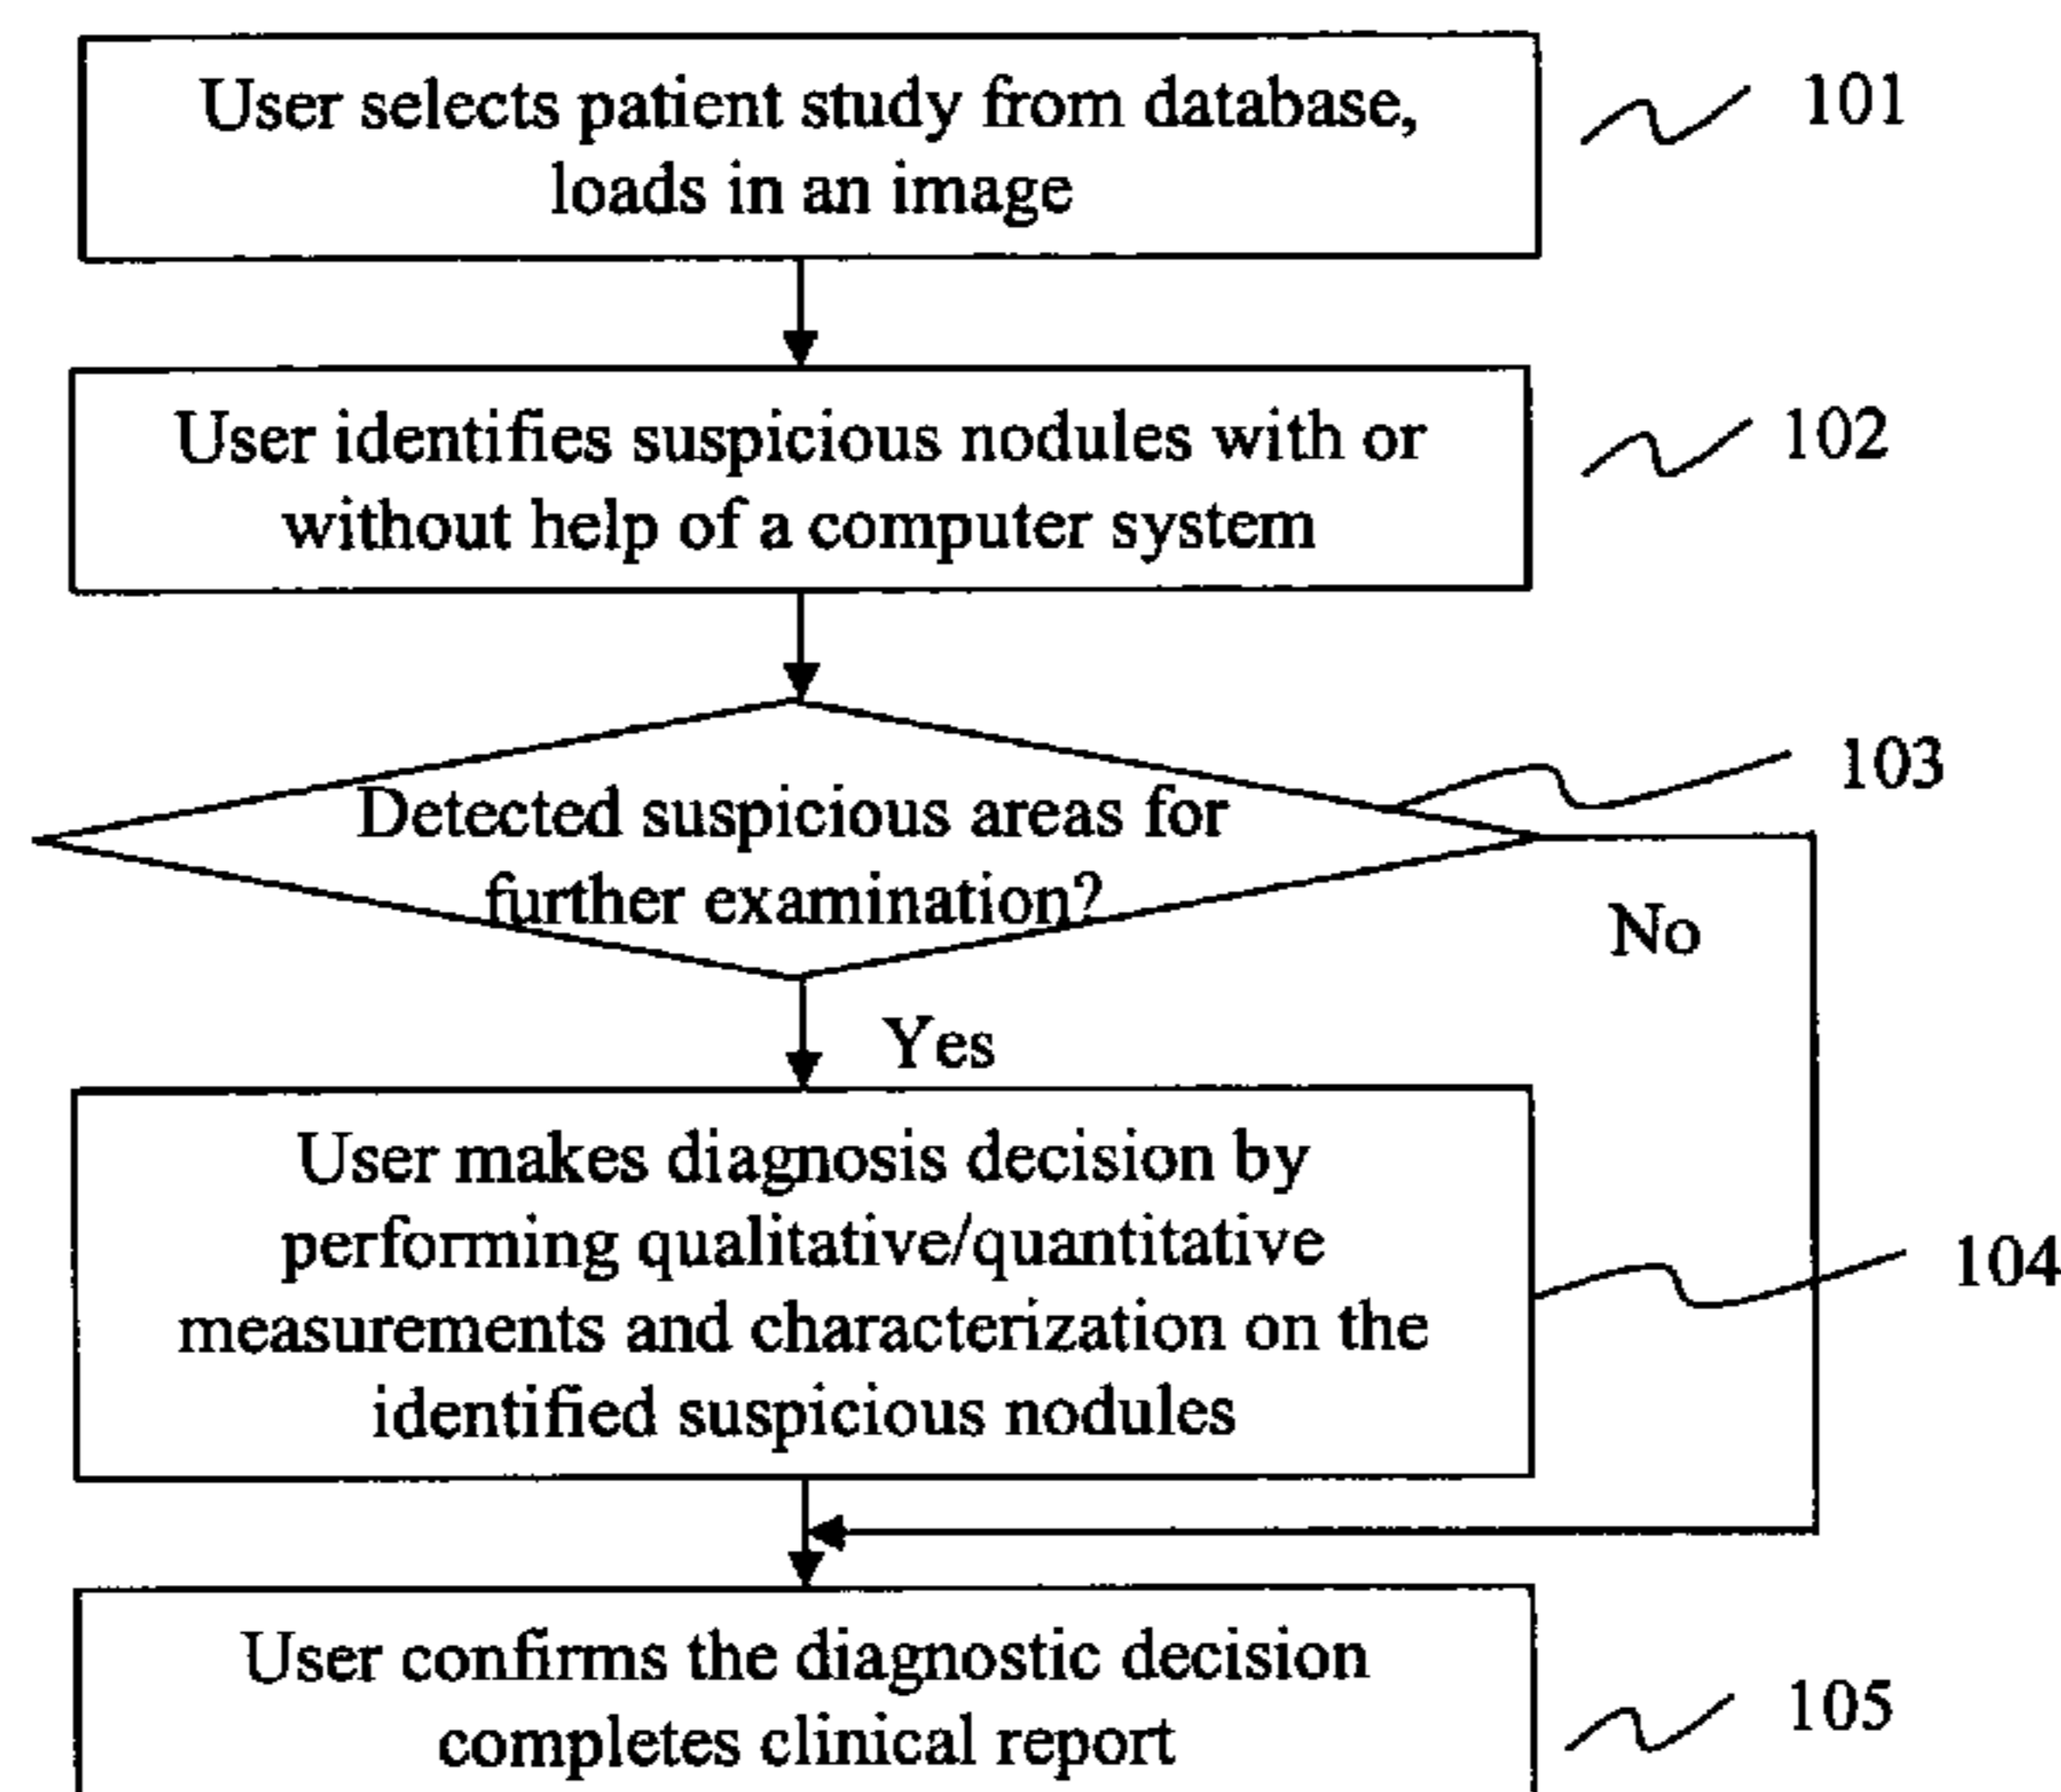 User selects patient study from database,
loads in an image
101
User identifies suspicious nodules with or
without help of a computer system
102
Detected suspicious areas for
further examination?
103
No
Yes
User makes diagnosis decision by
performing qualitative/quantitative
measurements and characterization on the
identified suspicious nodules
104
User confirms the diagnostic decision
completes clinical report
105